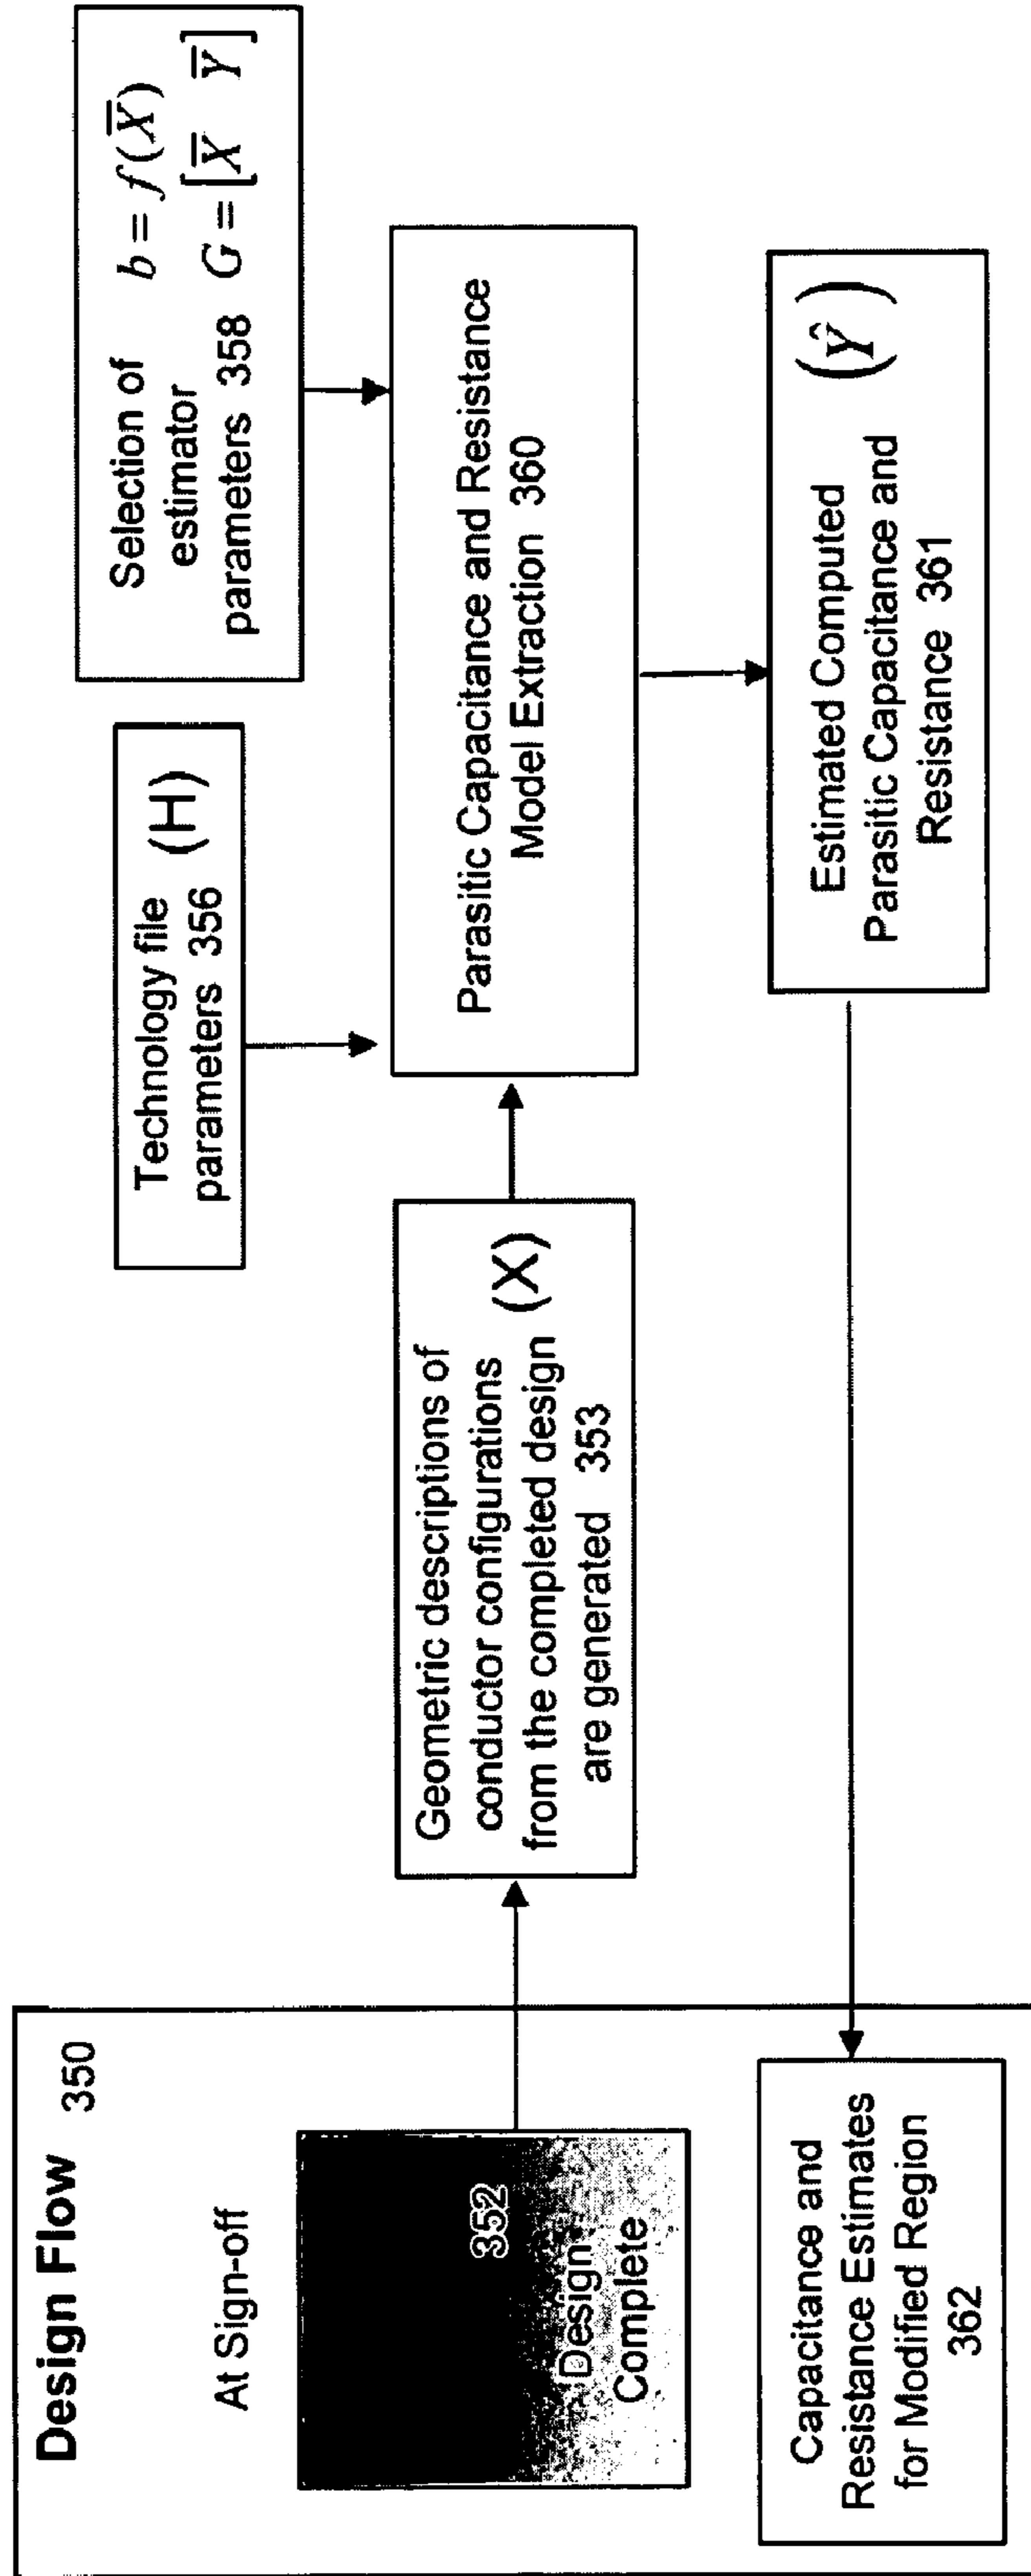 Design Flow 350
At Sign-off
352
Design
Complete
Capacitance and
Resistance Estimates
for Modified Region
362
Geometric descriptions of
conductor configurations
from the completed design (X)
are generated 353
Technology file
parameters 356 (H)
Selection of
estimator
parameters 358
b = f(X̅)
G = [X̅ Y̅]
Parasitic Capacitance and Resistance
Model Extraction 360
Estimated Computed
Parasitic Capacitance and
Resistance 361
(Ŷ)